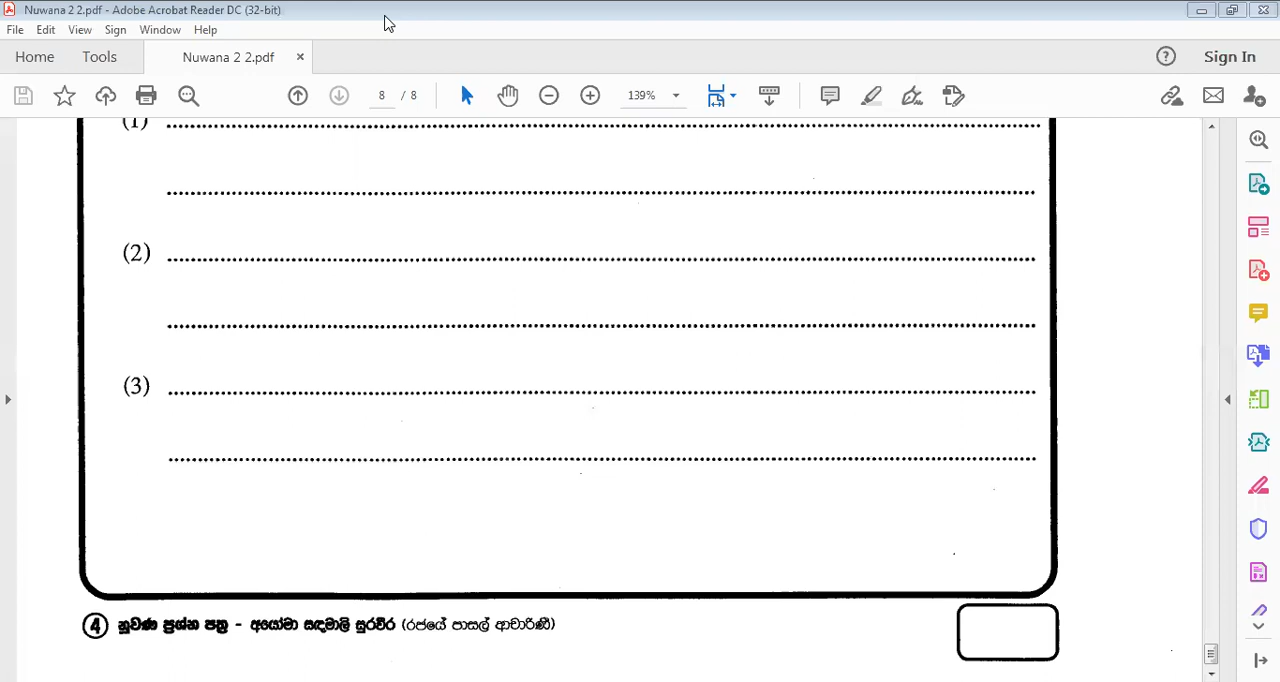 Nuwana 2 2.pdf - Adobe Acrobat Reader DC (32-bit)
File Edit View Sign Window Help
Home Tools Nuwana 2 2.pdf × ? Sign In
8 / 8 139%
(1) ....................
....................
(2) ....................
....................
(3) ....................
....................
4 නුවණ ප්‍රශ්න පත්‍ර - අයෝමා සඳමාලි සුරවීර (රජයේ පාසල් ආචාරිණී)